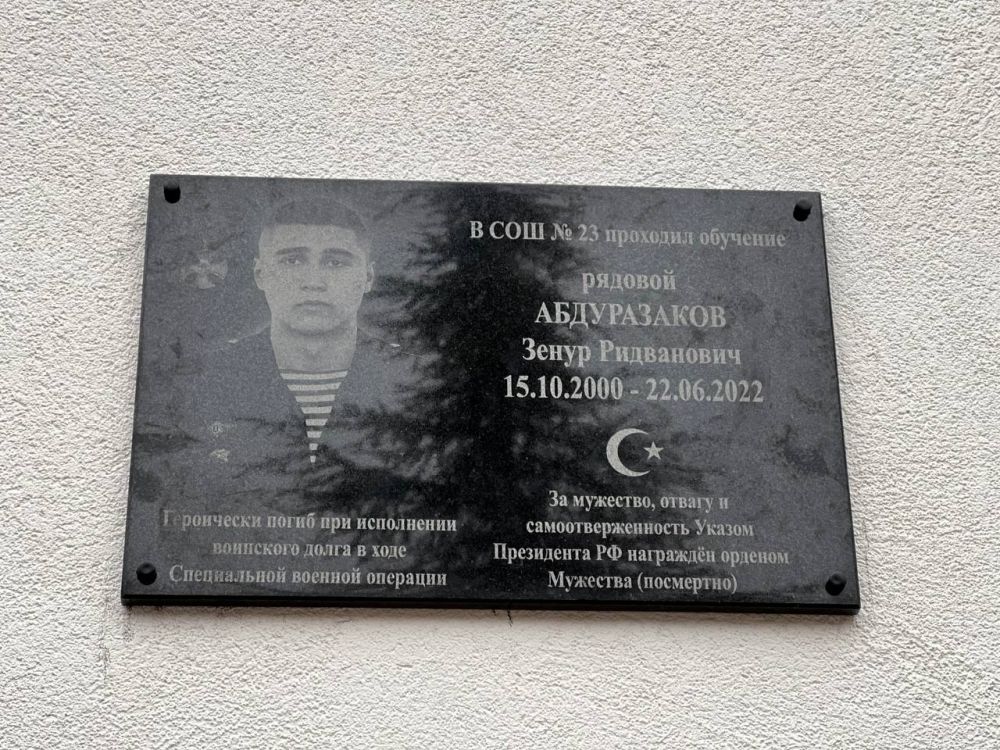 В СОШ № 23 проходил обучение
рядовой
АБДУРАЗАКОВ
Зенур Ридванович
15.10.2000 - 22.06.2022
Героически погиб при исполнении
воинского долга в ходе
Специальной военной операции
За мужество, отвагу и
самоотверженность Указом
Президента РФ награждён орденом
Мужества (посмертно)